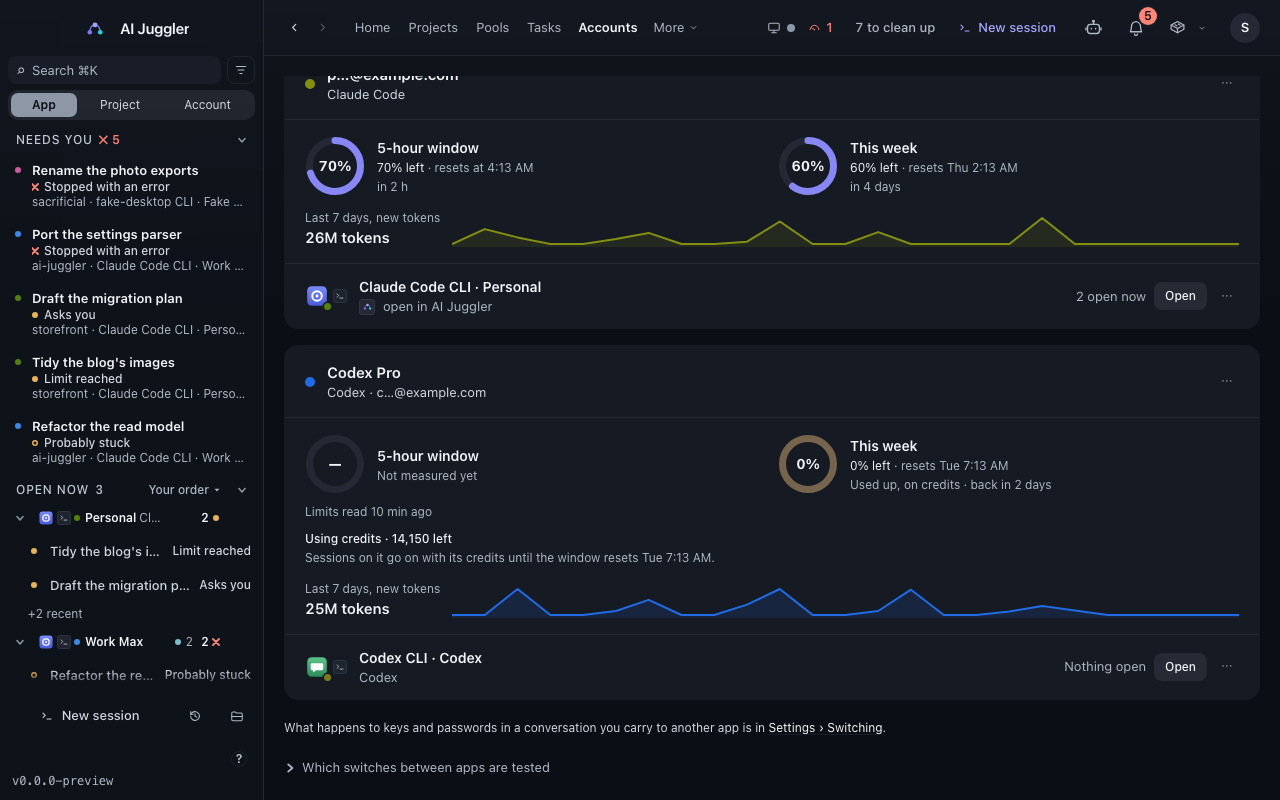 AI Juggler
Search ⌘K
App Project Account
NEEDS YOU 5
Rename the photo exports
Stopped with an error
sacrificial · fake-desktop CLI · Fake ...
Port the settings parser
Stopped with an error
ai-juggler · Claude Code CLI · Work ...
Draft the migration plan
Asks you
storefront · Claude Code CLI · Perso...
Tidy the blog's images
Limit reached
storefront · Claude Code CLI · Perso...
Refactor the read model
Probably stuck
ai-juggler · Claude Code CLI · Work ...
OPEN NOW 3 Your order
Personal Cl... 2
Tidy the blog's i... Limit reached
Draft the migration p... Asks you
+2 recent
Work Max 2 2
Refactor the re... Probably stuck
New session
?
v0.0.0-preview
Home Projects Pools Tasks Accounts More 1 7 to clean up New session 5 S
p...@example.com
Claude Code
70%
5-hour window
70% left · resets at 4:13 AM
in 2 h
60%
This week
60% left · resets Thu 2:13 AM
in 4 days
Last 7 days, new tokens
26M tokens
Claude Code CLI · Personal
open in AI Juggler
2 open now Open
Codex Pro
Codex · c...@example.com
–
5-hour window
Not measured yet
0%
This week
0% left · resets Tue 7:13 AM
Used up, on credits · back in 2 days
Limits read 10 min ago
Using credits · 14,150 left
Sessions on it go on with its credits until the window resets Tue 7:13 AM.
Last 7 days, new tokens
25M tokens
Codex CLI · Codex
Codex
Nothing open Open
What happens to keys and passwords in a conversation you carry to another app is in Settings › Switching.
Which switches between apps are tested